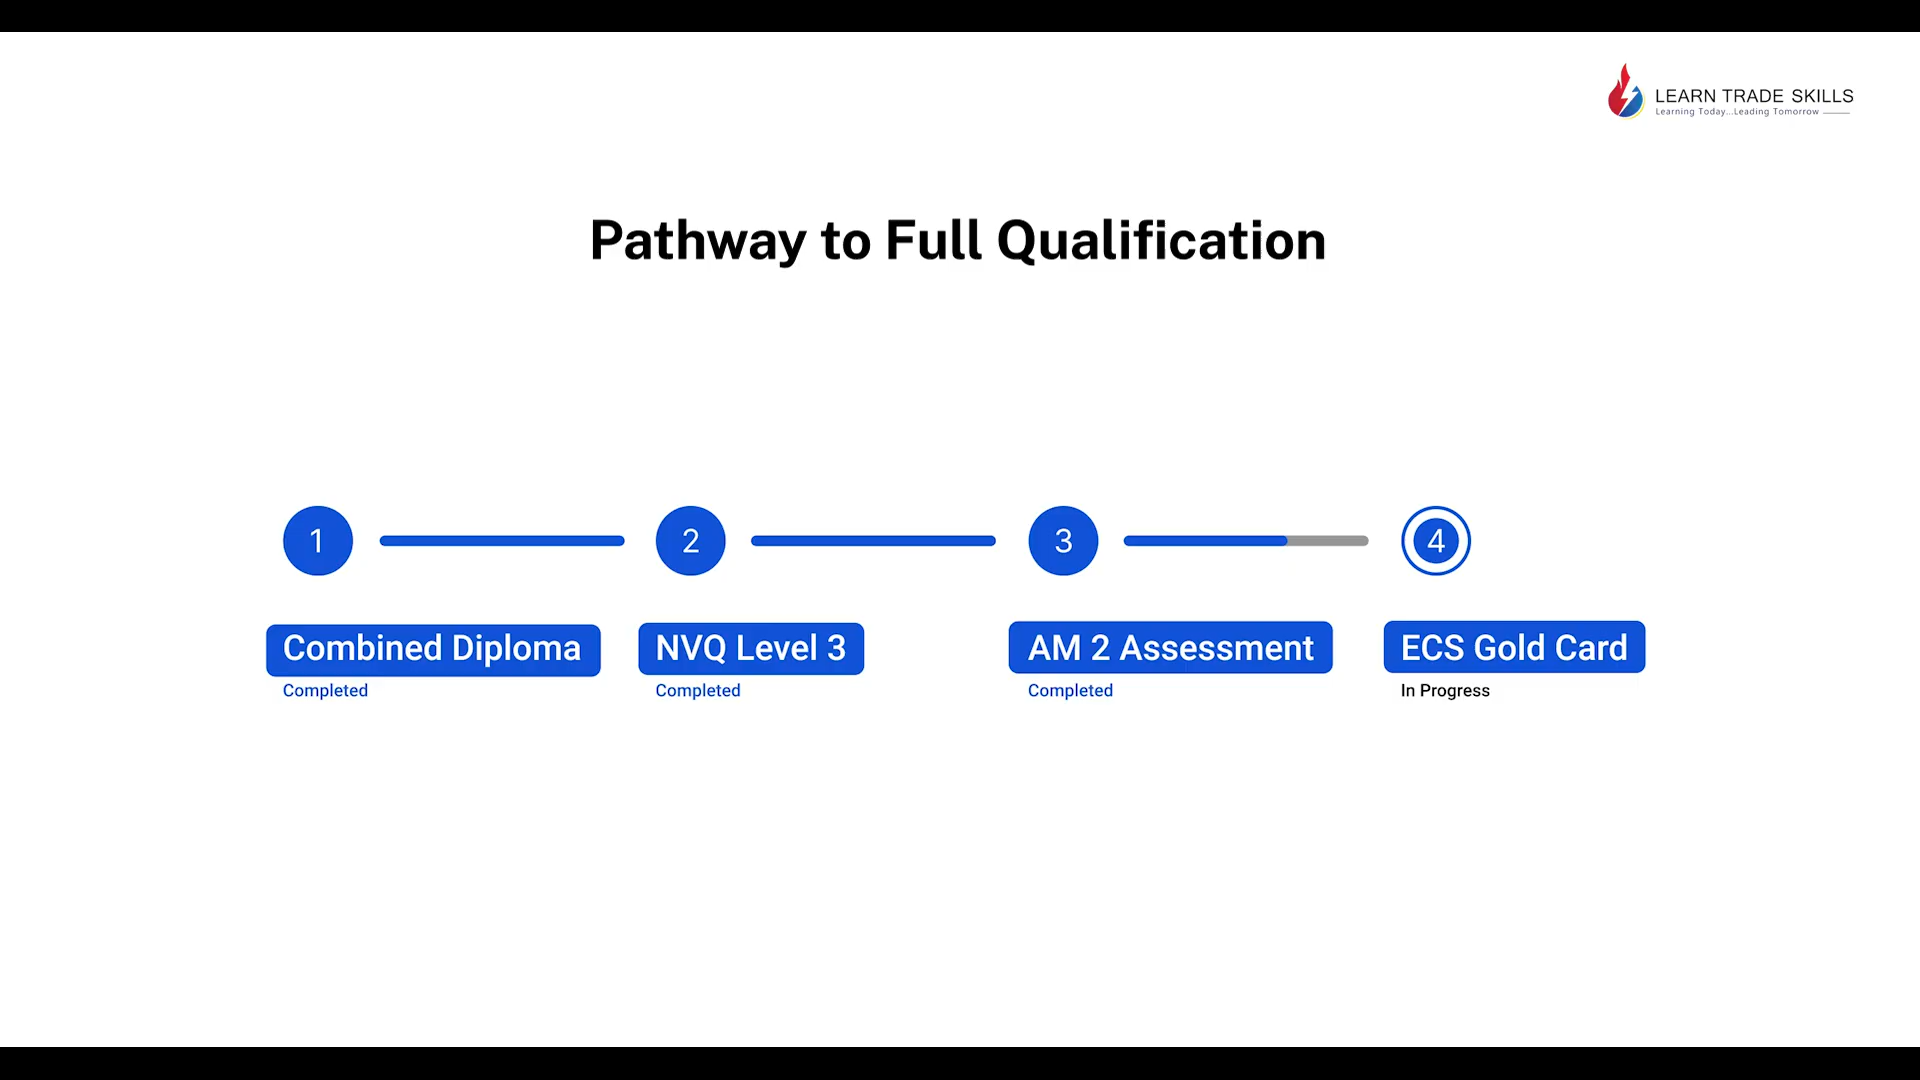 LEARN TRADE SKILLS
Learning Today...Leading Tomorrow
Pathway to Full Qualification
1
2
3
4
Combined Diploma
NVQ Level 3
AM 2 Assessment
ECS Gold Card
Completed
Completed
Completed
In Progress